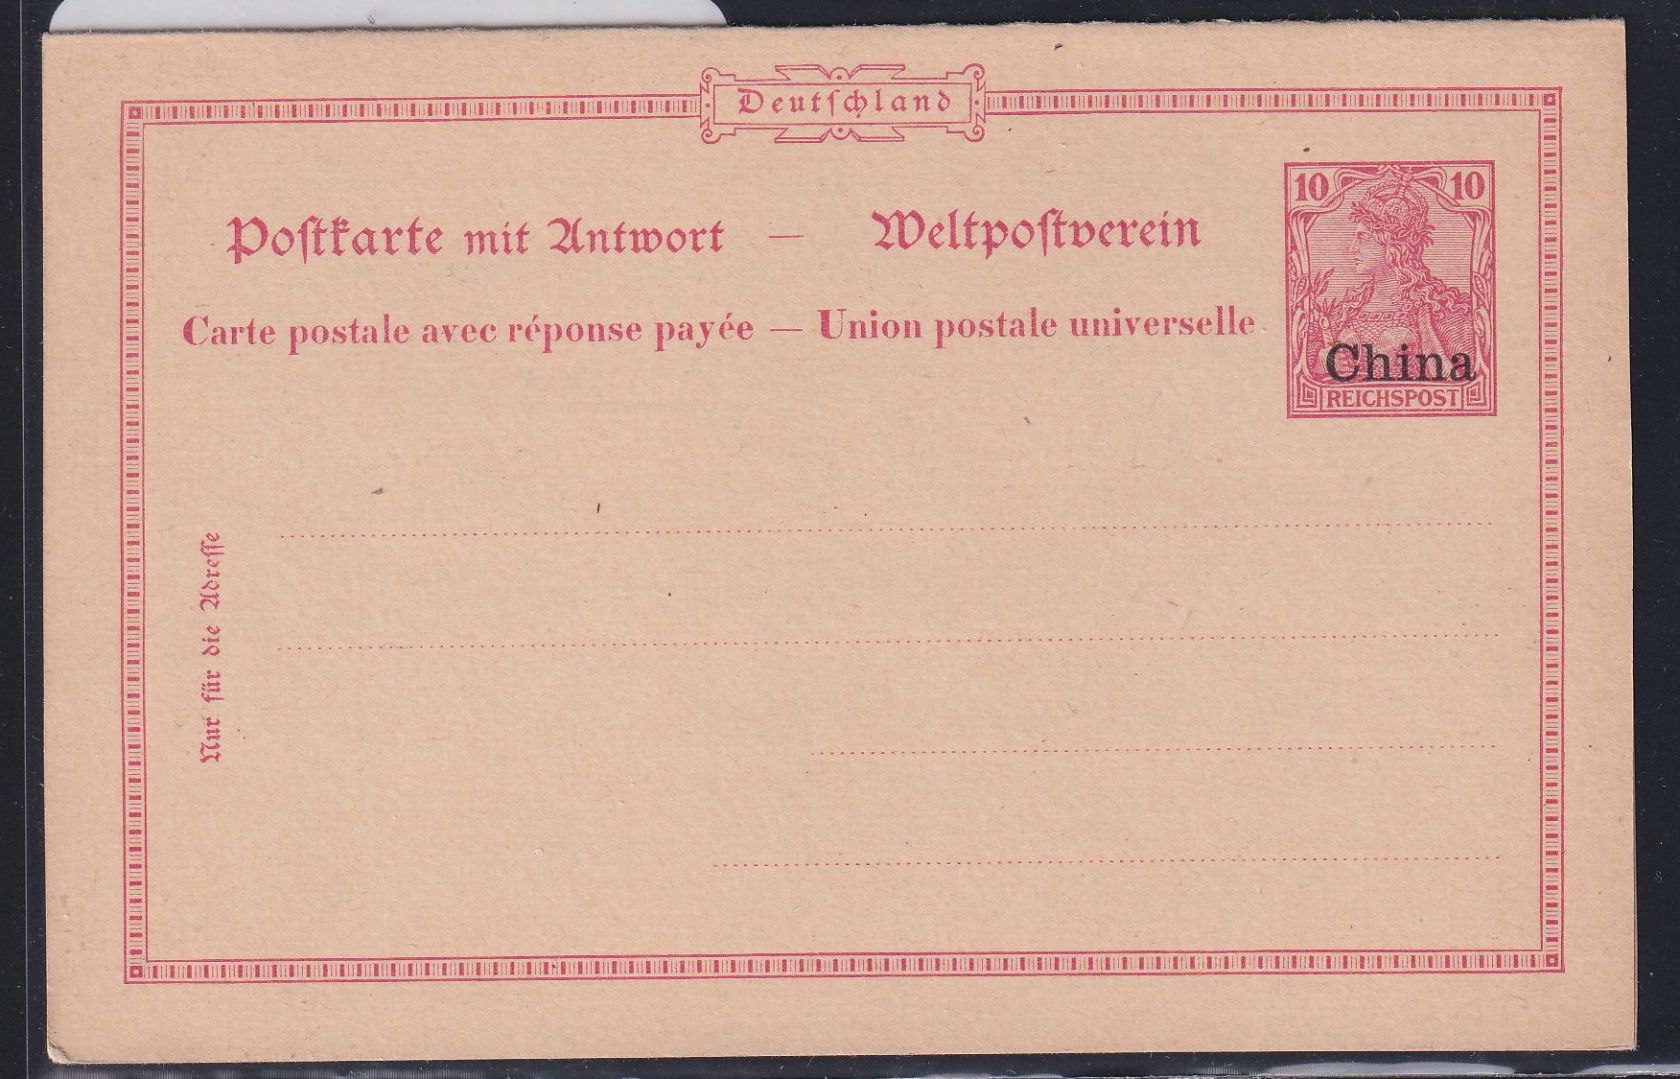 Deutschland
Postkarte mit Antwort — Weltpostverein
Carte postale avec réponse payée — Union postale universelle
10 10
China
REICHSPOST
Nur für die Adresse